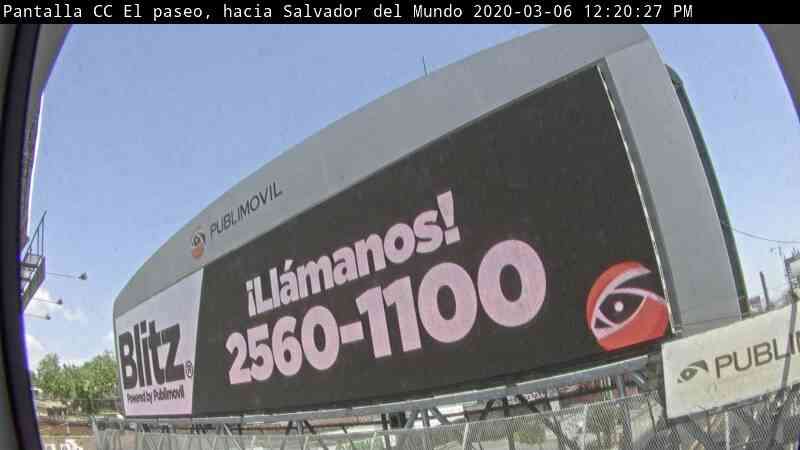 Pantalla CC El paseo, hacia Salvador del Mundo 2020-03-06 12:20:27 PM
PUBLIMOVIL
¡Llámanos!
2560-1100
Blitz®
Powered by Publimovil
PUBLI